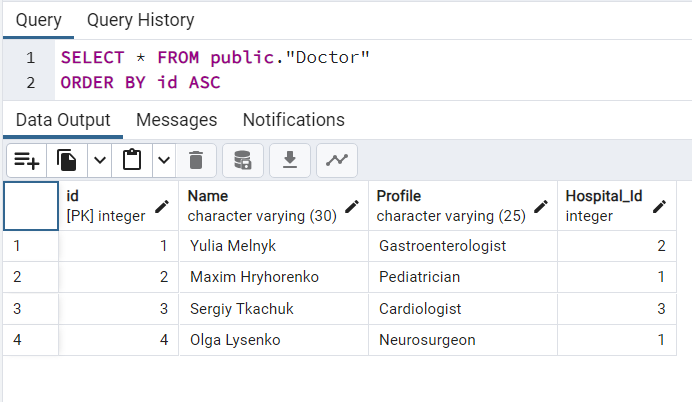 Query Query History
1 SELECT * FROM public."Doctor"
2 ORDER BY id ASC
Data Output Messages Notifications
id Name Profile Hospital_Id
[PK] integer character varying (30) character varying (25) integer
1 1 Yulia Melnyk Gastroenterologist 2
2 2 Maxim Hryhorenko Pediatrician 1
3 3 Sergiy Tkachuk Cardiologist 3
4 4 Olga Lysenko Neurosurgeon 1